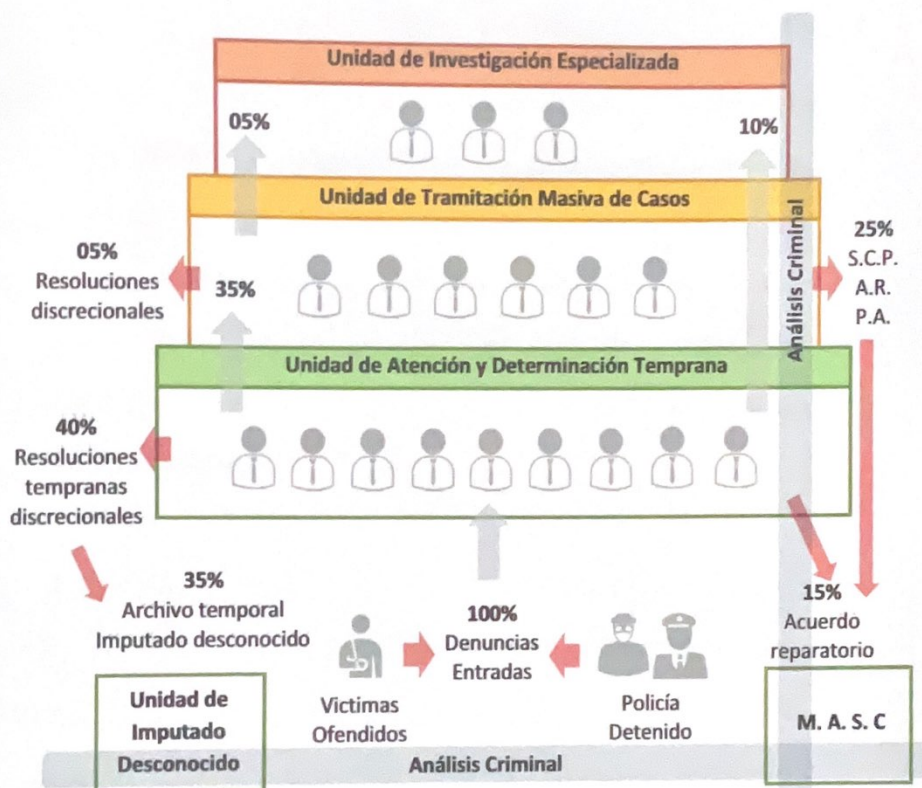 Unidad de Investigación Especializada
05%
10%
Unidad de Tramitación Masiva de Casos
05%
Resoluciones
discrecionales
35%
Análisis Criminal
25%
S.C.P.
A.R.
P.A.
Unidad de Atención y Determinación Temprana
40%
Resoluciones
tempranas
discrecionales
35%
Archivo temporal
Imputado desconocido
100%
Denuncias
Entradas
15%
Acuerdo
reparatorio
Victimas
Ofendidos
Policía
Detenido
Unidad de
Imputado
Desconocido
M. A. S. C
Análisis Criminal